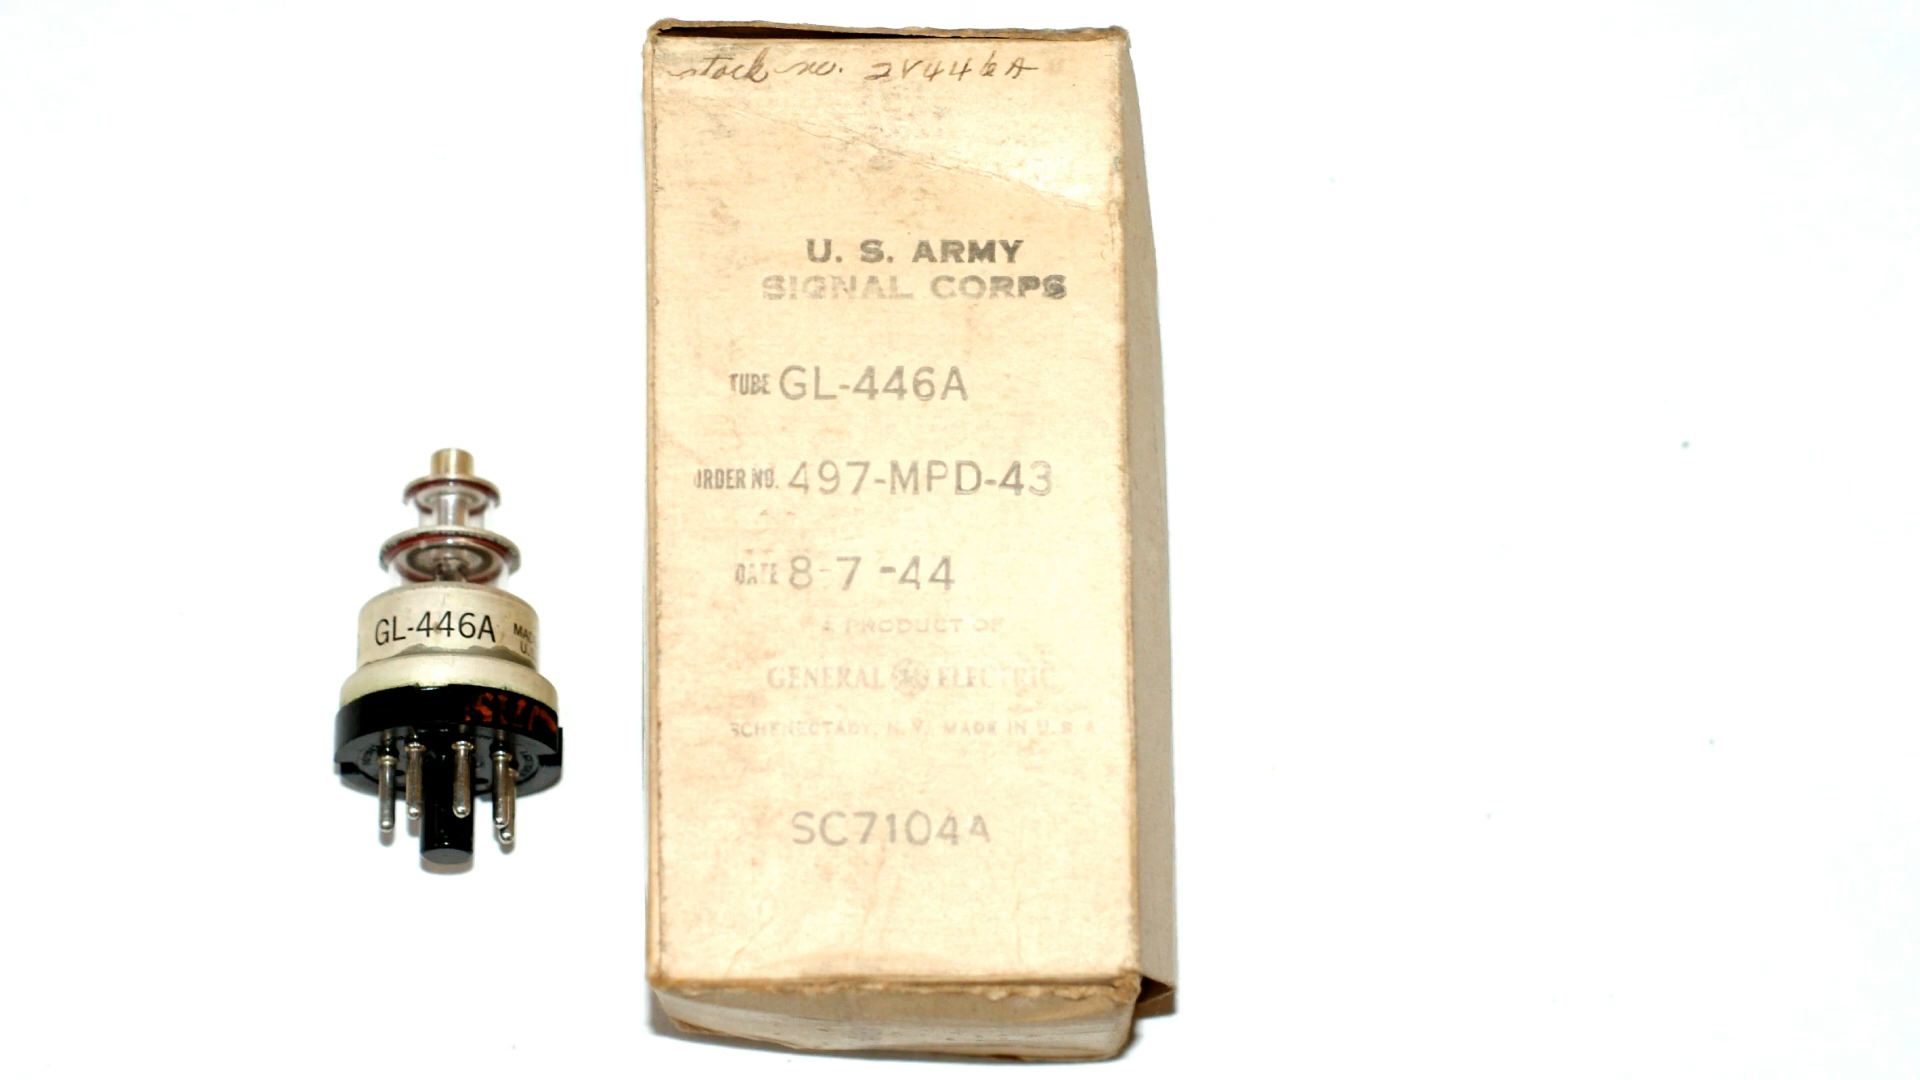 stock no. 2V446A
U. S. ARMY
SIGNAL CORPS
TUBE GL-446A
ORDER NO. 497-MPD-43
DATE 8-7-44
A PRODUCT OF
GENERAL GE ELECTRIC
SCHENECTADY, N.Y. MADE IN U.S.A
SC7104A
GL-446A